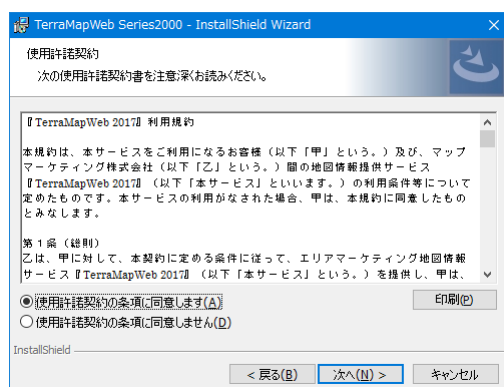 TerraMapWeb Series2000 - InstallShield Wizard
使用許諾契約
次の使用許諾契約書を注意深くお読みください。
『TerraMapWeb 2017』利用規約
本規約は、本サービスをご利用になるお客様（以下「甲」という。）及び、マップ
マーケティング株式会社（以下「乙」という。）間の地図情報提供サービス
『TerraMapWeb 2017』（以下「本サービス」といいます。）の利用条件等について
定めたものです。本サービスの利用がなされた場合、甲は、本規約に同意したもの
とみなします。
第１条（総則）
乙は、甲に対して、本契約に定める条件に従って、エリアマーケティング地図情報
サービス『TerraMapWeb 2017』（以下「本サービス」という。）を提供し、甲は、
使用許諾契約の条項に同意します(A)
印刷(P)
使用許諾契約の条項に同意しません(D)
InstallShield
< 戻る(B)
次へ(N) >
キャンセル